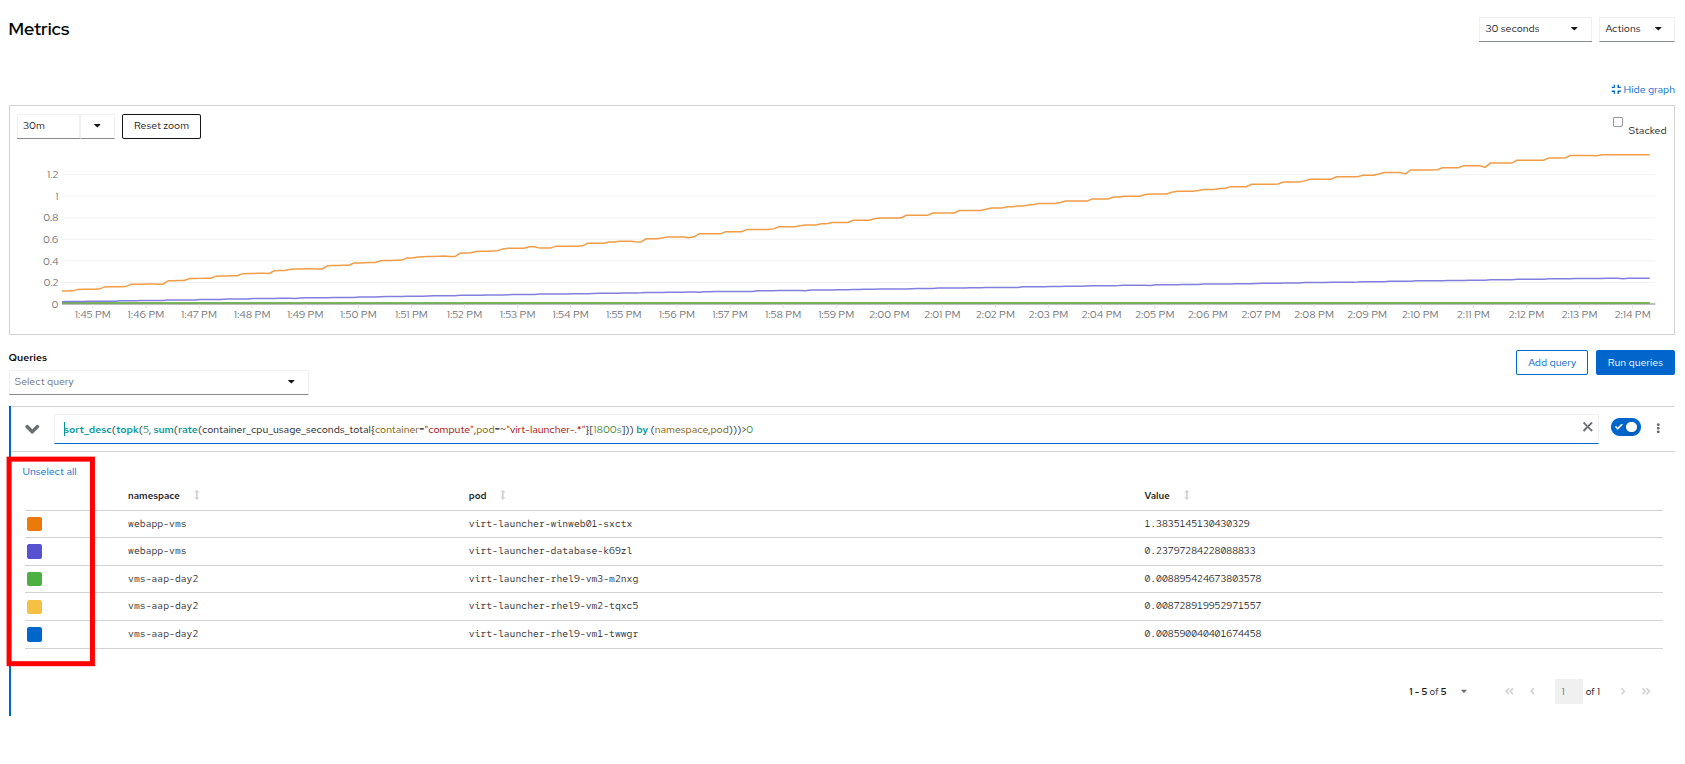 Metrics
30 seconds
Actions
Hide graph
30m
Reset zoom
Stacked
1.2
1
0.8
0.6
0.4
0.2
0
1:45 PM 1:46 PM 1:47 PM 1:48 PM 1:49 PM 1:50 PM 1:51 PM 1:52 PM 1:53 PM 1:54 PM 1:55 PM 1:56 PM 1:57 PM 1:58 PM 1:59 PM 2:00 PM 2:01 PM 2:02 PM 2:03 PM 2:04 PM 2:05 PM 2:06 PM 2:07 PM 2:08 PM 2:09 PM 2:10 PM 2:11 PM 2:12 PM 2:13 PM 2:14 PM
Queries
Select query
Add query
Run queries
sort_desc(topk(5, sum(rate(container_cpu_usage_seconds_total{container="compute",pod=~"virt-launcher-.*"}[1800s])) by (namespace,pod)))>0
Unselect all
namespace pod Value
webapp-vms virt-launcher-winweb01-sxctx 1.3835145130430329
webapp-vms virt-launcher-database-k69zl 0.23797284228088833
vms-aap-day2 virt-launcher-rhel9-vm3-m2nxg 0.008895424673803578
vms-aap-day2 virt-launcher-rhel9-vm2-tqxc5 0.008728919952971557
vms-aap-day2 virt-launcher-rhel9-vm1-twwgr 0.008590040401674458
1 - 5 of 5
1 of 1